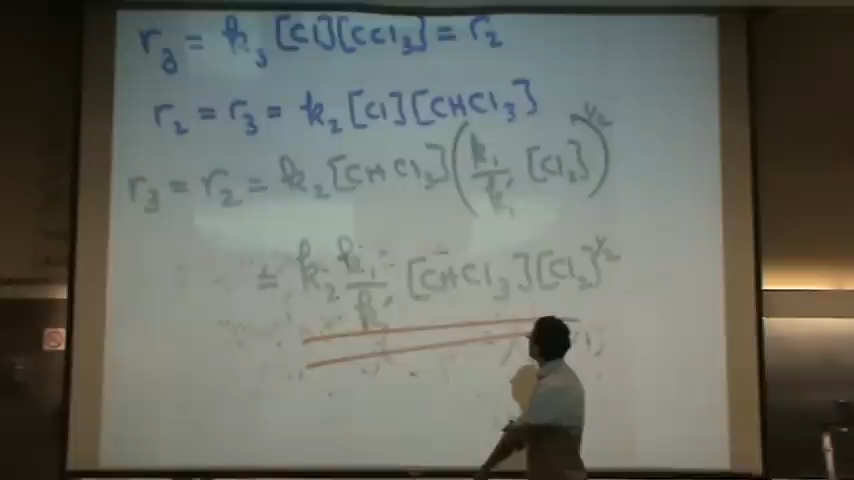 r₃ = k₃ [Cl][CCl₃] = r₂
r₂ = r₃ = k₂ [Cl][CHCl₃]
r₃ = r₂ = k₂ [CHCl₃] (k₁/k₁′ [Cl₂])^1/2
= k₂ k₁/k₁′ [CHCl₃][Cl₂]^1/2